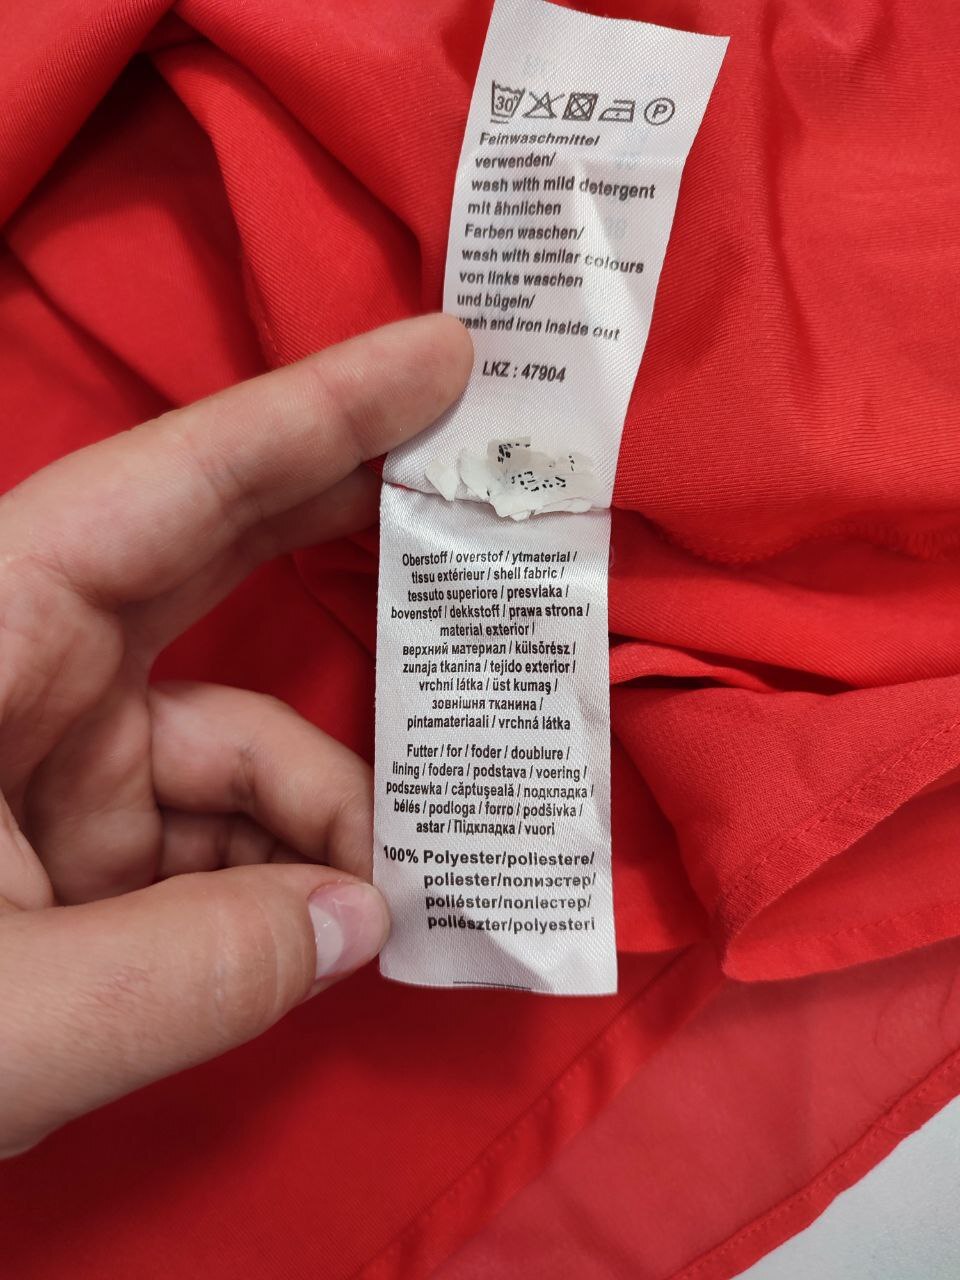 30°
P
Feinwaschmittel
verwenden/
wash with mild detergent
mit ähnlichen
Farben waschen/
wash with similar colours
von links waschen
und bügeln/
wash and iron inside out
LKZ : 47904
Oberstoff / overstof / ytmaterial /
tissu extérieur / shell fabric /
tessuto superiore / presvlaka /
bovenstof / dekkstoff / prawa strona /
material exterior /
верхний материал / külsőrész /
zunaja tkanina / tejido exterior /
vrchní látka / üst kumaş /
зовнішня тканина /
pintamateriaali / vrchná látka
Futter / for / foder / doublure /
lining / fodera / podstava / voering /
podszewka / căptuşeală / подкладка /
bélés / podloga / forro / podšívka /
astar / Підкладка / vuori
100% Polyester/poliestere/
poliester/полиэстер/
poliéster/поліестер/
poliészter/polyesteri